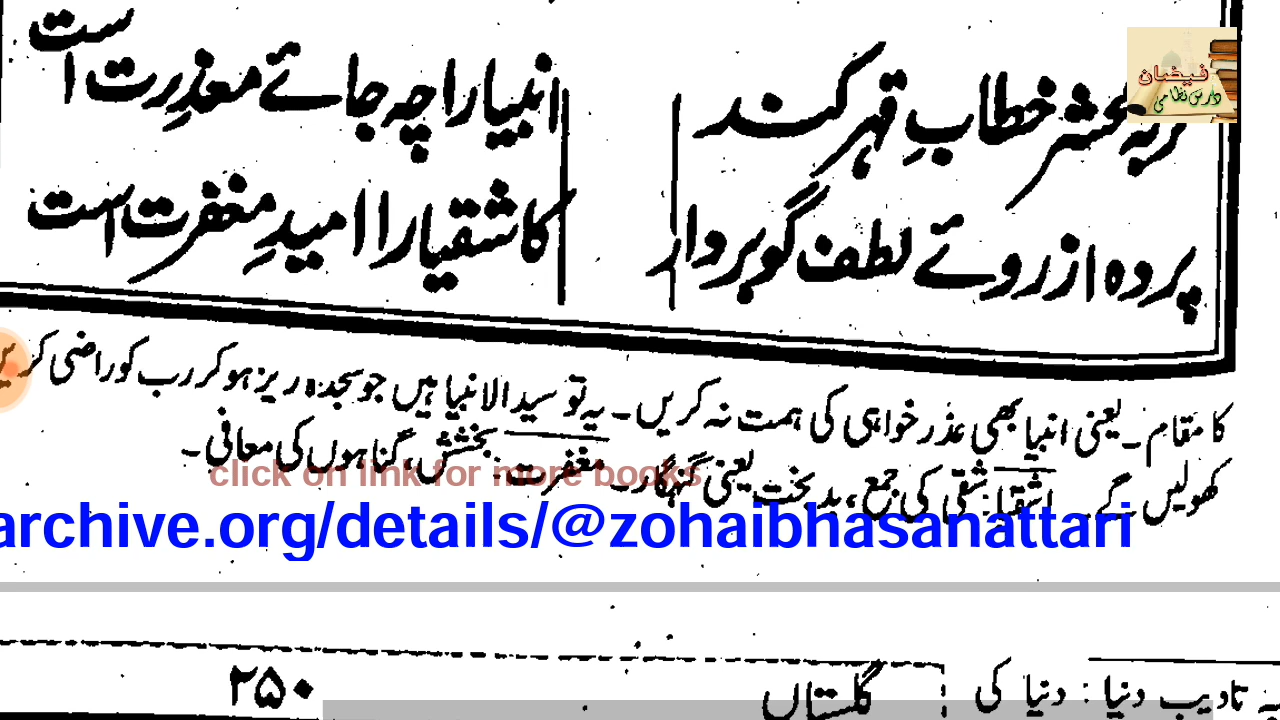 گر بہ محشر خطابِ قہر کند
انبیا را چہ جائے معذرت است
پردہ از روئے لطف گو بردار
کاشقیا را امیدِ مغفرت است
فیضان
درس نظامی
کا مقام۔ یعنی انبیا بھی عذر خواہی کی ہمت نہ کریں۔ یہ تو سید الانبیا ہیں جو سجدہ ریز ہو کر رب کو راضی کر
کھولیں گے۔ اشقیا: شقی کی جمع، بد بخت یعنی گنہگار۔ مغفرت: بخشش، گناہوں کی معافی۔
click on link for more books
archive.org/details/@zohaibhasanattari
تادیب دنیا : دنیا کی
گلستاں
۲۵۰